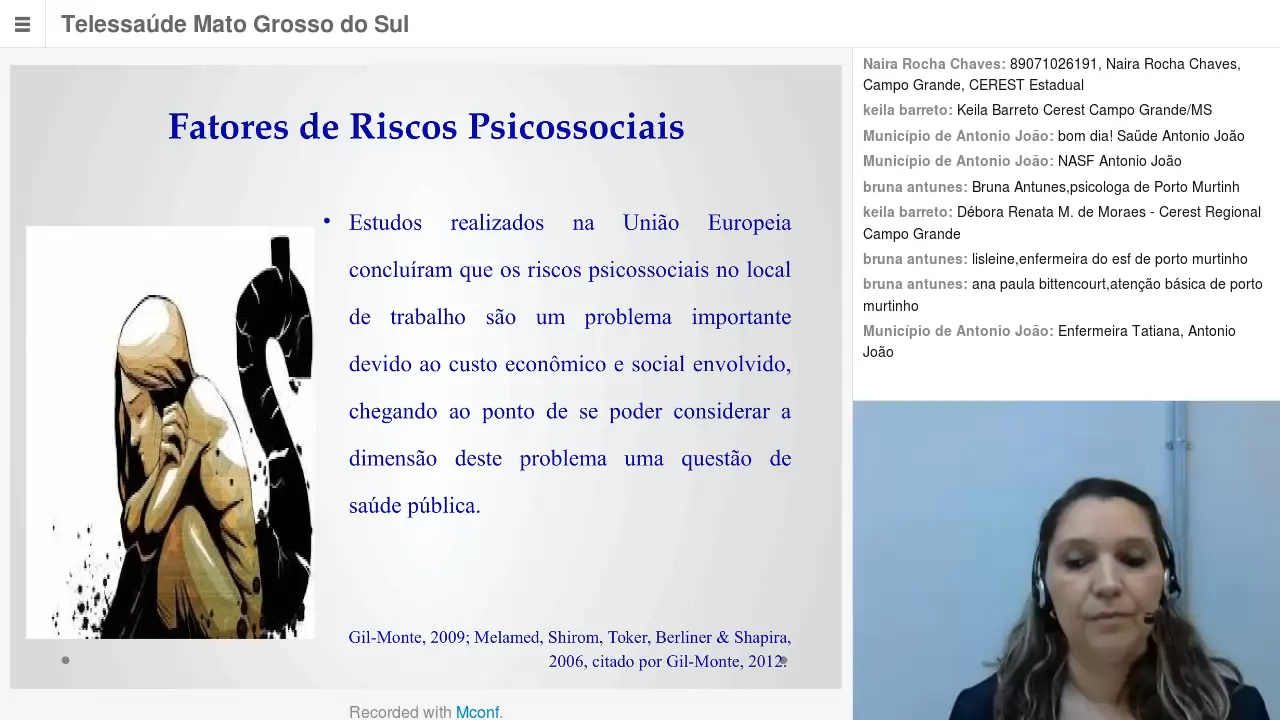 Telessaúde Mato Grosso do Sul
Fatores de Riscos Psicossociais
• Estudos realizados na União Europeia
concluíram que os riscos psicossociais no local
de trabalho são um problema importante
devido ao custo econômico e social envolvido,
chegando ao ponto de se poder considerar a
dimensão deste problema uma questão de
saúde pública.
Gil-Monte, 2009; Melamed, Shirom, Toker, Berliner & Shapira,
2006, citado por Gil-Monte, 2012.
Recorded with Mconf.
Naira Rocha Chaves: 89071026191, Naira Rocha Chaves,
Campo Grande, CEREST Estadual
keila barreto: Keila Barreto Cerest Campo Grande/MS
Município de Antonio João: bom dia! Saüde Antonio João
Município de Antonio João: NASF Antonio João
bruna antunes: Bruna Antunes,psicologa de Porto Murtinh
keila barreto: Débora Renata M. de Moraes - Cerest Regional
Campo Grande
bruna antunes: lisleine,enfermeira do esf de porto murtinho
bruna antunes: ana paula bittencourt,atenção básica de porto
murtinho
Município de Antonio João: Enfermeira Tatiana, Antonio
João